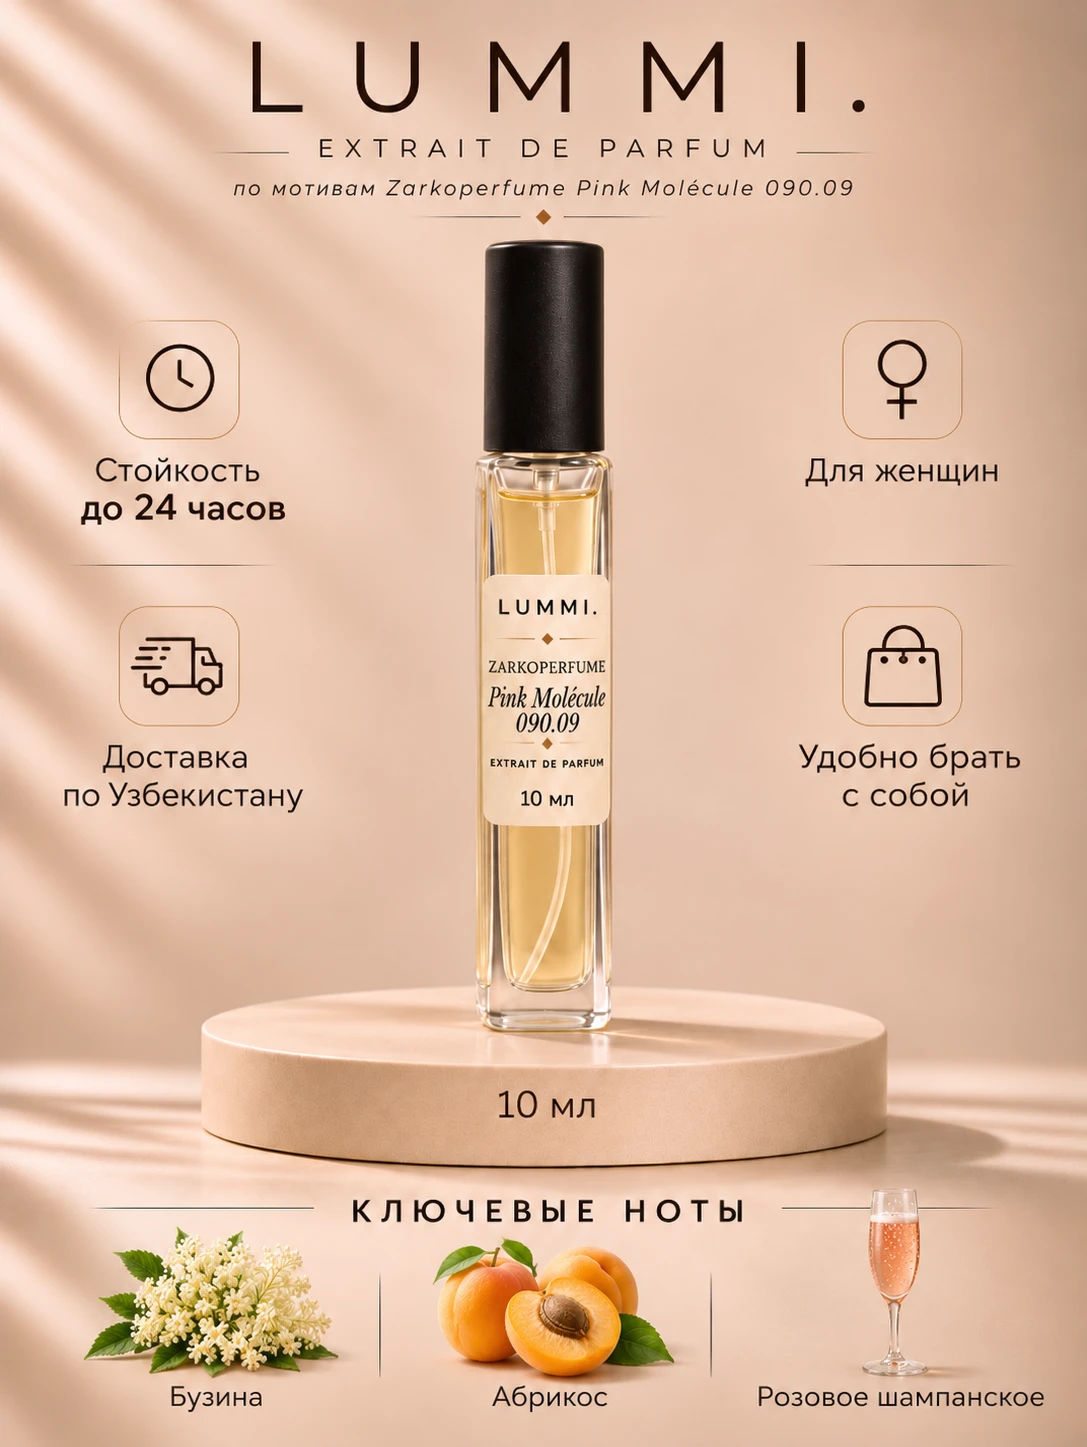 LUMMI.
EXTRAIT DE PARFUM
по мотивам Zarkoperfume Pink Molécule 090.09
Стойкость
до 24 часов
Для женщин
Доставка
по Узбекистану
Удобно брать
с собой
LUMMI.
ZARKOPERFUME
Pink Molécule
090.09
EXTRAIT DE PARFUM
10 мл
10 мл
КЛЮЧЕВЫЕ НОТЫ
Бузина
Абрикос
Розовое шампанское